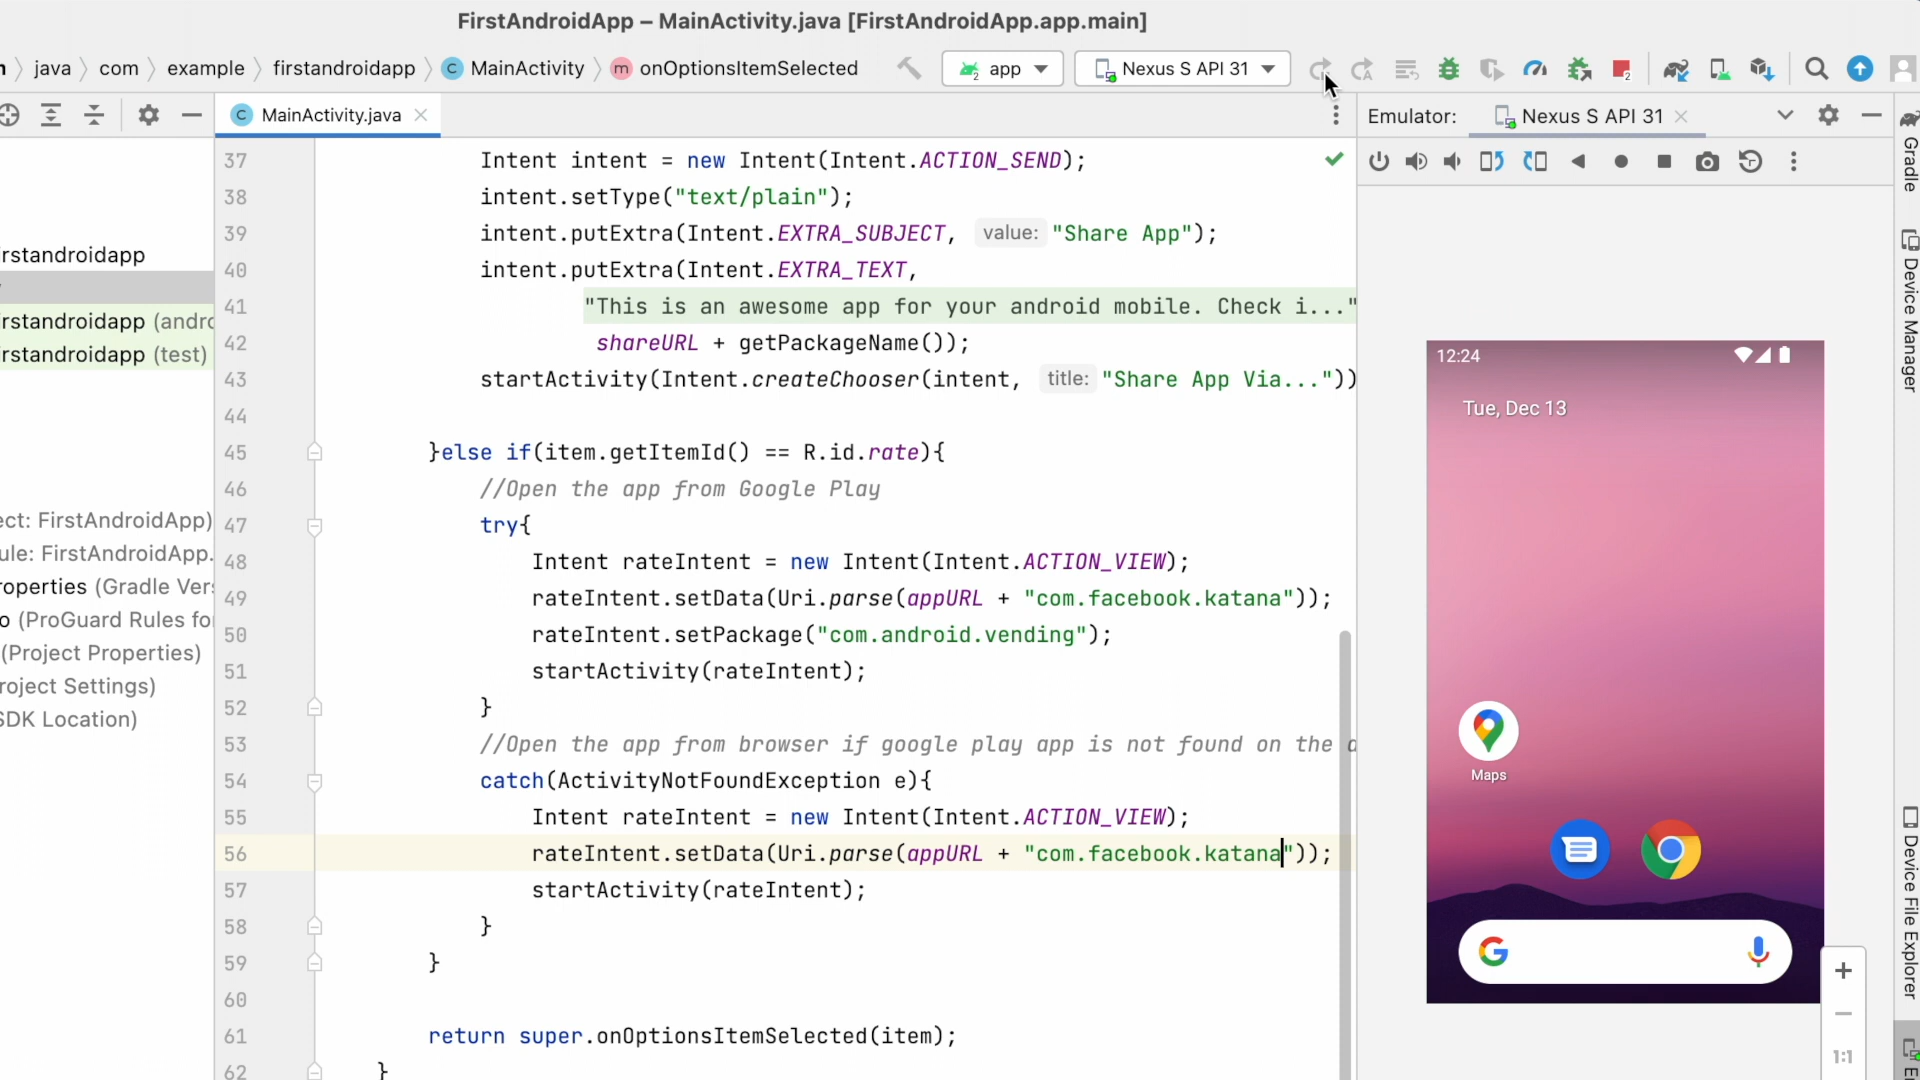 FirstAndroidApp – MainActivity.java [FirstAndroidApp.app.main]
java com example firstandroidapp C MainActivity m onOptionsItemSelected app Nexus S API 31
C MainActivity.java
Emulator: Nexus S API 31
Gradle
Device Manager
Device File Explorer
rstandroidapp
rstandroidapp (andro
rstandroidapp (test)
ect: FirstAndroidApp)
ule: FirstAndroidApp.
roperties (Gradle Vers
o (ProGuard Rules fo
(Project Properties)
roject Settings)
SDK Location)
37 Intent intent = new Intent(Intent.ACTION_SEND);
38 intent.setType("text/plain");
39 intent.putExtra(Intent.EXTRA_SUBJECT, value: "Share App");
40 intent.putExtra(Intent.EXTRA_TEXT,
41 "This is an awesome app for your android mobile. Check i..."
42 shareURL + getPackageName());
43 startActivity(Intent.createChooser(intent, title: "Share App Via..."))
44
45 }else if(item.getItemId() == R.id.rate){
46 //Open the app from Google Play
47 try{
48 Intent rateIntent = new Intent(Intent.ACTION_VIEW);
49 rateIntent.setData(Uri.parse(appURL + "com.facebook.katana"));
50 rateIntent.setPackage("com.android.vending");
51 startActivity(rateIntent);
52 }
53 //Open the app from browser if google play app is not found on the d
54 catch(ActivityNotFoundException e){
55 Intent rateIntent = new Intent(Intent.ACTION_VIEW);
56 rateIntent.setData(Uri.parse(appURL + "com.facebook.katana"));
57 startActivity(rateIntent);
58 }
59 }
60
61 return super.onOptionsItemSelected(item);
62 }
12:24
Tue, Dec 13
Maps
1:1